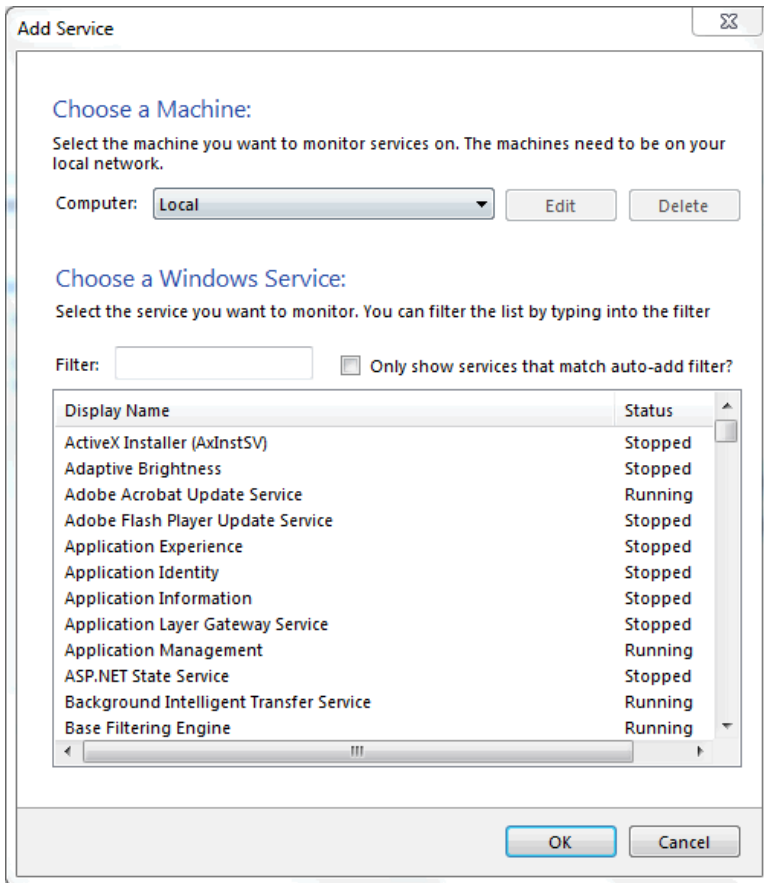 Add Service
Choose a Machine:
Select the machine you want to monitor services on. The machines need to be on your
local network.
Computer: Local Edit Delete
Choose a Windows Service:
Select the service you want to monitor. You can filter the list by typing into the filter
Filter: Only show services that match auto-add filter?
Display Name Status
ActiveX Installer (AxInstSV) Stopped
Adaptive Brightness Stopped
Adobe Acrobat Update Service Running
Adobe Flash Player Update Service Stopped
Application Experience Stopped
Application Identity Stopped
Application Information Stopped
Application Layer Gateway Service Stopped
Application Management Running
ASP.NET State Service Stopped
Background Intelligent Transfer Service Running
Base Filtering Engine Running
OK Cancel